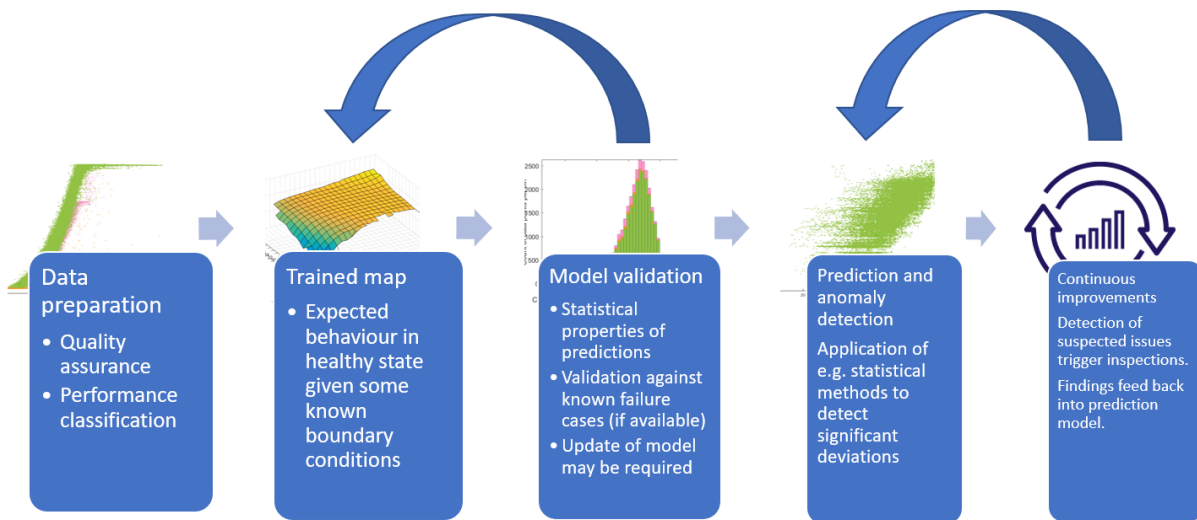 Data
preparation
• Quality
assurance
• Performance
classification
Trained map
• Expected
behaviour in
healthy state
given some
known
boundary
conditions
2500
2000
1500
1000
500
Model validation
• Statistical
properties of
predictions
• Validation against
known failure
cases (if available)
• Update of model
may be required
Prediction and
anomaly
detection
Application of
e.g. statistical
methods to
detect
significant
deviations
Continuous
improvements
Detection of
suspected issues
trigger inspections.
Findings feed back
into prediction
model.